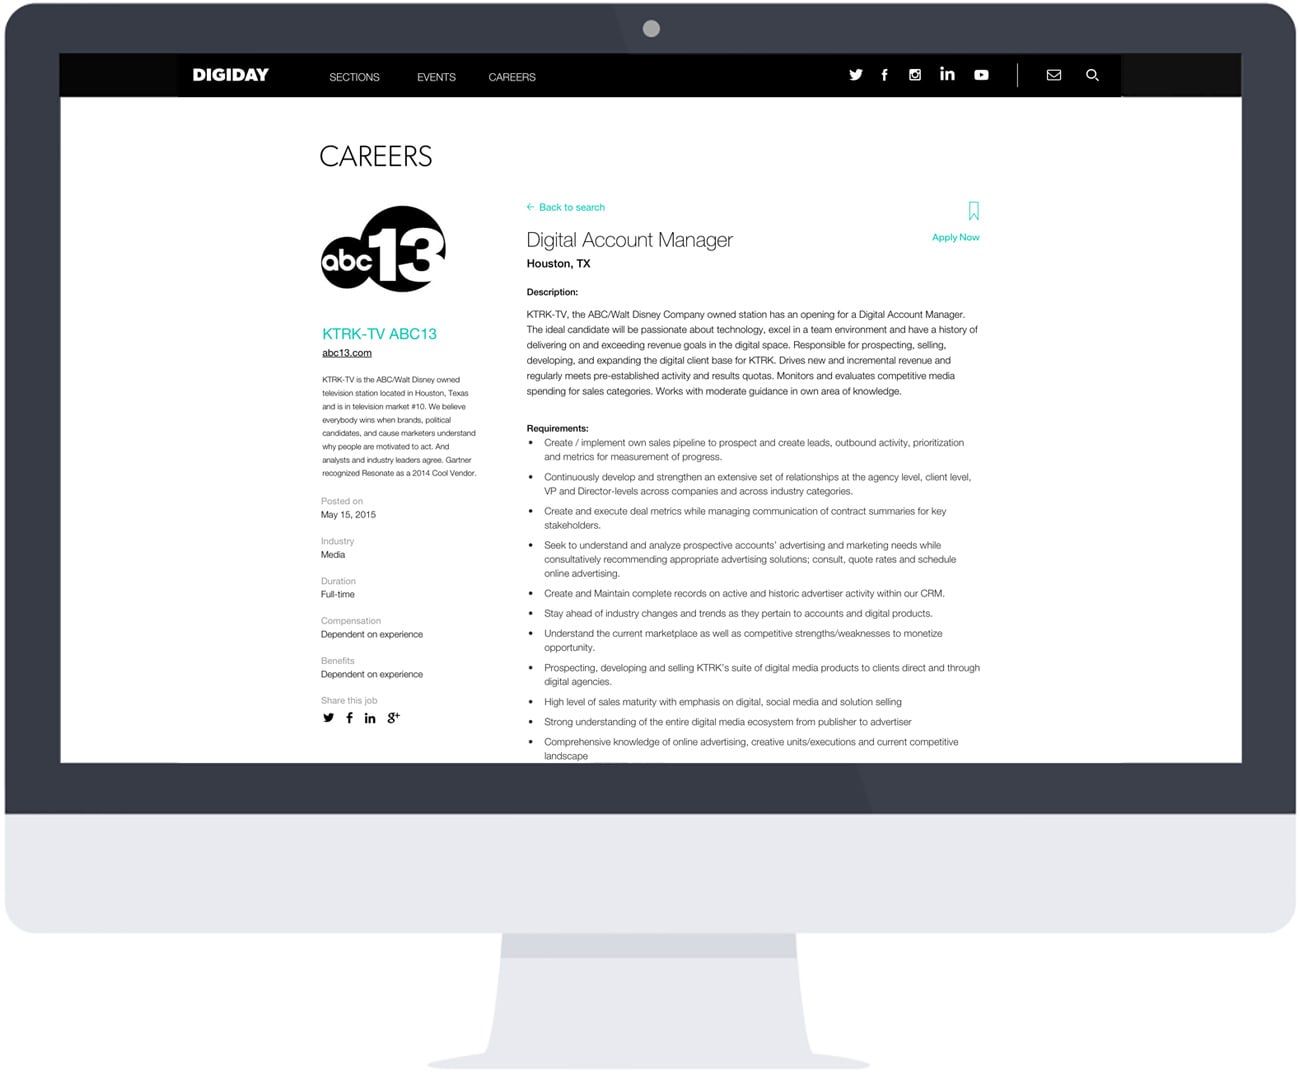 DIGIDAY
SECTIONS
EVENTS
CAREERS
CAREERS
abc13
KTRK-TV ABC13
abc13.com
KTRK-TV is the ABC/Walt Disney owned
television station located in Houston, Texas
and is in television market #10. We believe
everybody wins when brands, political
candidates, and cause marketers understand
why people are motivated to act. And
analysts and industry leaders agree. Gartner
recognized Resonate as a 2014 Cool Vendor.
Posted on
May 15, 2015
Industry
Media
Duration
Full-time
Compensation
Dependent on experience
Benefits
Dependent on experience
Share this job
← Back to search
Apply Now
Digital Account Manager
Houston, TX
Description:
KTRK-TV, the ABC/Walt Disney Company owned station has an opening for a Digital Account Manager.
The ideal candidate will be passionate about technology, excel in a team environment and have a history of
delivering on and exceeding revenue goals in the digital space. Responsible for prospecting, selling,
developing, and expanding the digital client base for KTRK. Drives new and incremental revenue and
regularly meets pre-established activity and results quotas. Monitors and evaluates competitive media
spending for sales categories. Works with moderate guidance in own area of knowledge.
Requirements:
• Create / implement own sales pipeline to prospect and create leads, outbound activity, prioritization
and metrics for measurement of progress.
• Continuously develop and strengthen an extensive set of relationships at the agency level, client level,
VP and Director-levels across companies and across industry categories.
• Create and execute deal metrics while managing communication of contract summaries for key
stakeholders.
• Seek to understand and analyze prospective accounts' advertising and marketing needs while
consultatively recommending appropriate advertising solutions; consult, quote rates and schedule
online advertising.
• Create and Maintain complete records on active and historic advertiser activity within our CRM.
• Stay ahead of industry changes and trends as they pertain to accounts and digital products.
• Understand the current marketplace as well as competitive strengths/weaknesses to monetize
opportunity.
• Prospecting, developing and selling KTRK's suite of digital media products to clients direct and through
digital agencies.
• High level of sales maturity with emphasis on digital, social media and solution selling
• Strong understanding of the entire digital media ecosystem from publisher to advertiser
• Comprehensive knowledge of online advertising, creative units/executions and current competitive
landscape